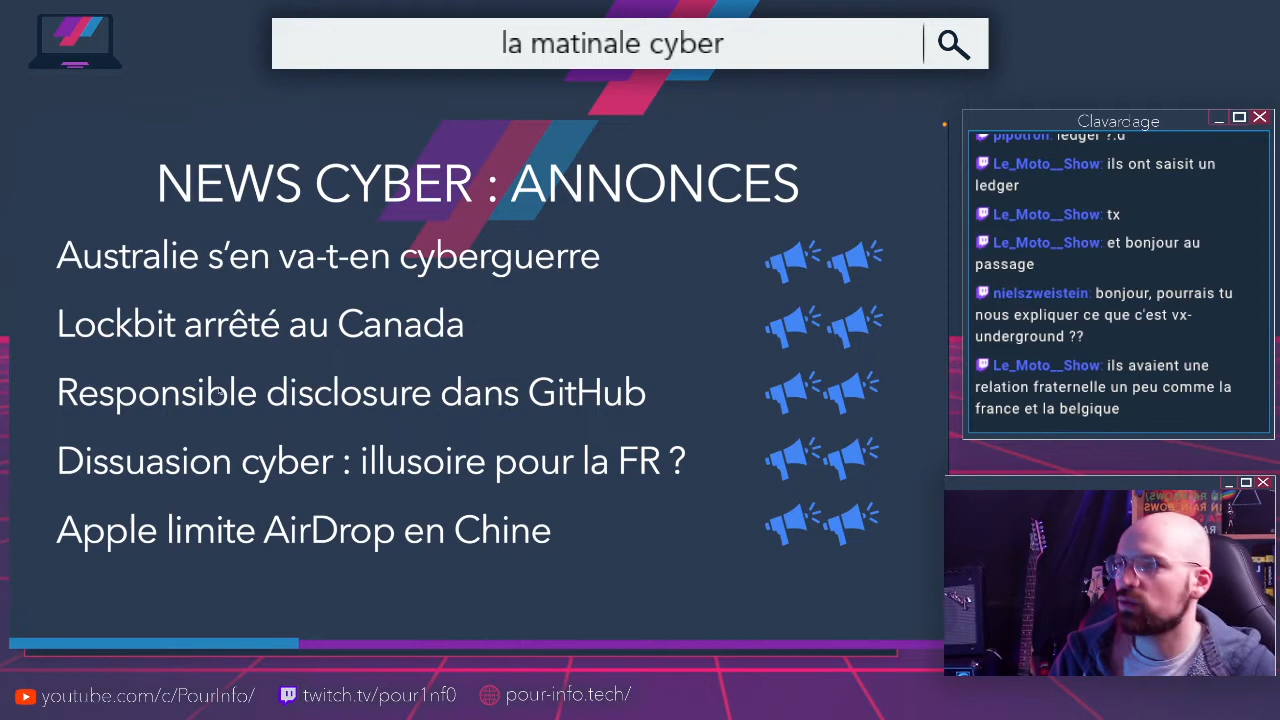 la matinale cyber
NEWS CYBER : ANNONCES
Australie s’en va-t-en cyberguerre
Lockbit arrêté au Canada
Responsible disclosure dans GitHub
Dissuasion cyber : illusoire pour la FR ?
Apple limite AirDrop en Chine
Clavardage
pipotron: ledger ?:d
Le_Moto__Show: ils ont saisit un
ledger
Le_Moto__Show: tx
Le_Moto__Show: et bonjour au
passage
nielszweistein: bonjour, pourrais tu
nous expliquer ce que c'est vx-
underground ??
Le_Moto__Show: ils avaient une
relation fraternelle un peu comme la
france et la belgique
youtube.com/c/PourInfo/
twitch.tv/pour1nf0
pour-info.tech/